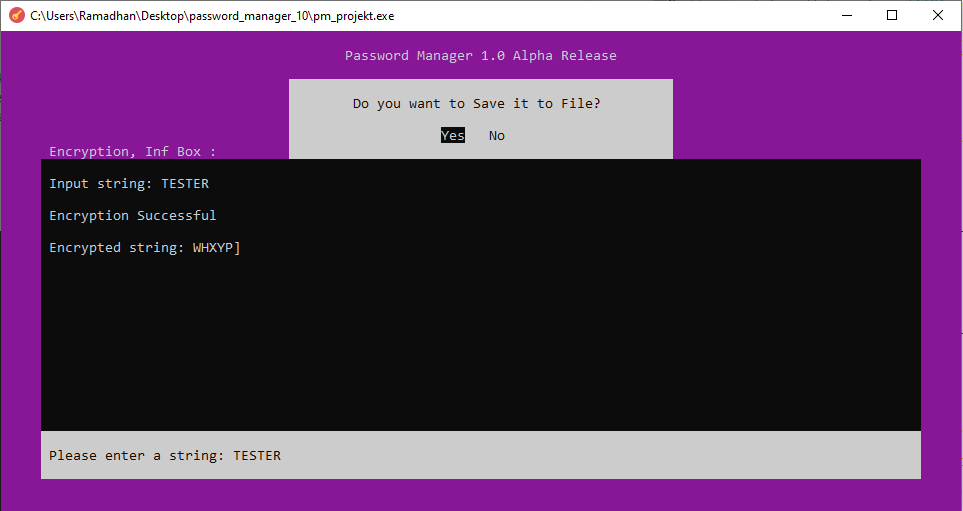 C:\Users\Ramadhan\Desktop\password_manager_10\pm_projekt.exe
Password Manager 1.0 Alpha Release
Do you want to Save it to File?
Yes No
Encryption, Inf Box :
Input string: TESTER
Encryption Successful
Encrypted string: WHXYP]
Please enter a string: TESTER